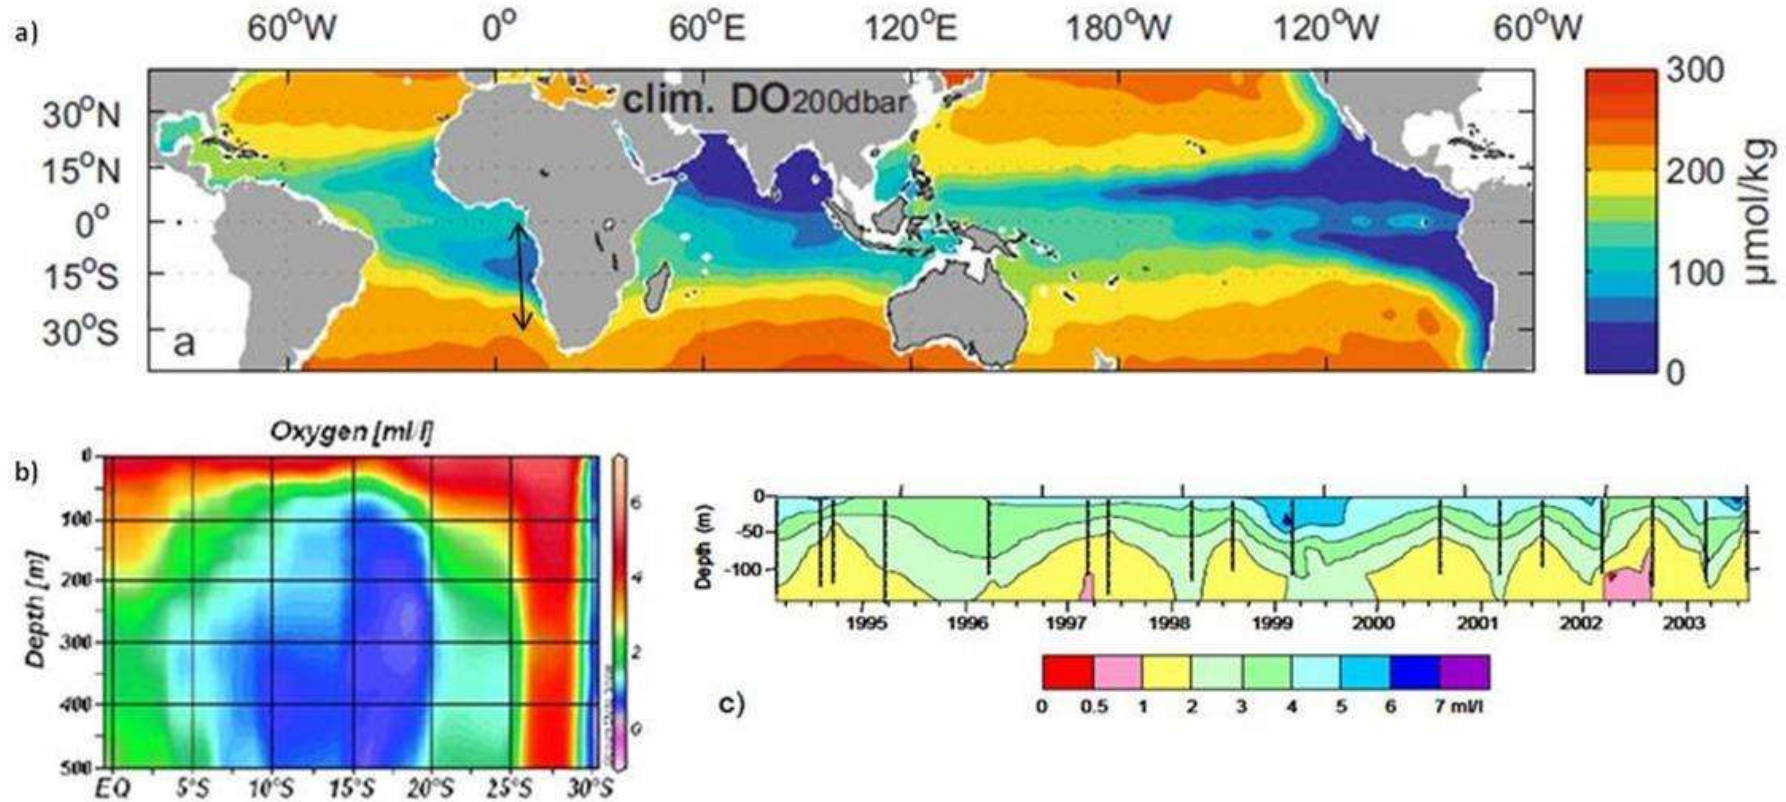 a)
60°W 0° 60°E 120°E 180°W 120°W 60°W
clim. DO200dbar
30°N
15°N
0°
15°S
30°S
a
300
200
100
0
μmol/kg
b)
Oxygen [ml/l]
0
100
200
300
400
500
Depth [m]
EQ 5°S 10°S 15°S 20°S 25°S 30°S
6
4
2
0
0
-50
-100
Depth (m)
1995 1996 1997 1998 1999 2000 2001 2002 2003
c)
0 0.5 1 2 3 4 5 6 7 ml/l